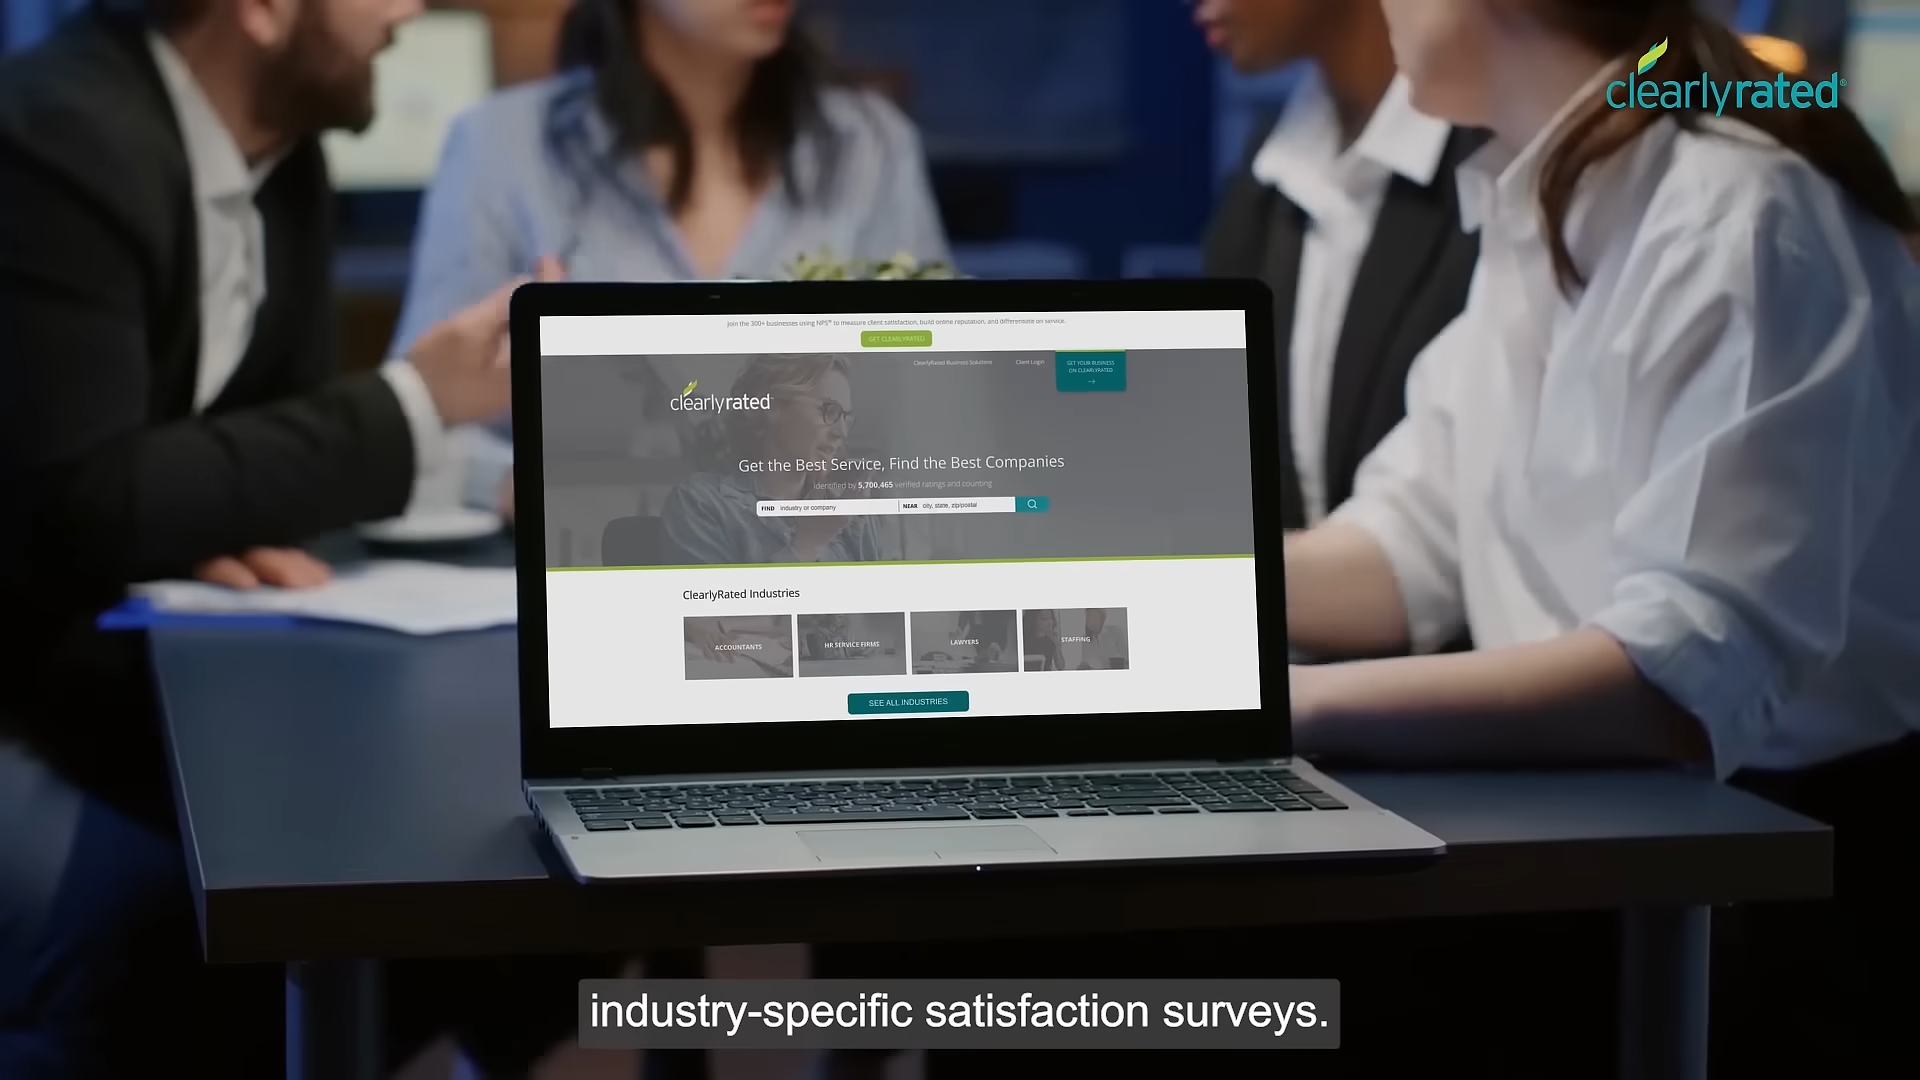 clearlyrated®
Join the 300+ businesses using NPS® to measure client satisfaction, build online reputation, and differentiate on service.
GET CLEARLYRATED
ClearlyRated Business Solutions
Client Login
GET YOUR BUSINESS
ON CLEARLYRATED
→
clearlyrated
Get the Best Service, Find the Best Companies
Identified by 5,700,465 verified ratings and counting
FIND industry or company
NEAR city, state, zip/postal
ClearlyRated Industries
ACCOUNTANTS
HR SERVICE FIRMS
LAWYERS
STAFFING
SEE ALL INDUSTRIES
industry-specific satisfaction surveys.